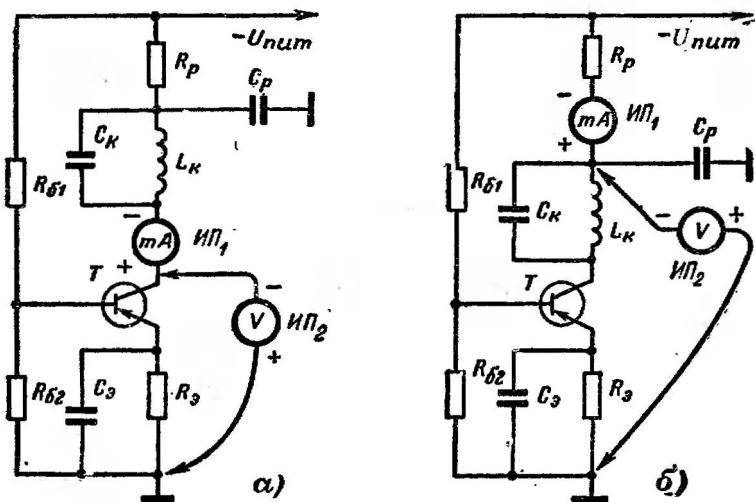 -Uпит
Rр
Cр
Cк
Lк
Rб1
mA
ИП1
T
V
ИП2
Rб2
Cэ
Rэ
а)
-Uпит
Rр
mA
ИП1
Cр
Rб1
Cк
Lк
V
ИП2
T
Rб2
Cэ
Rэ
б)